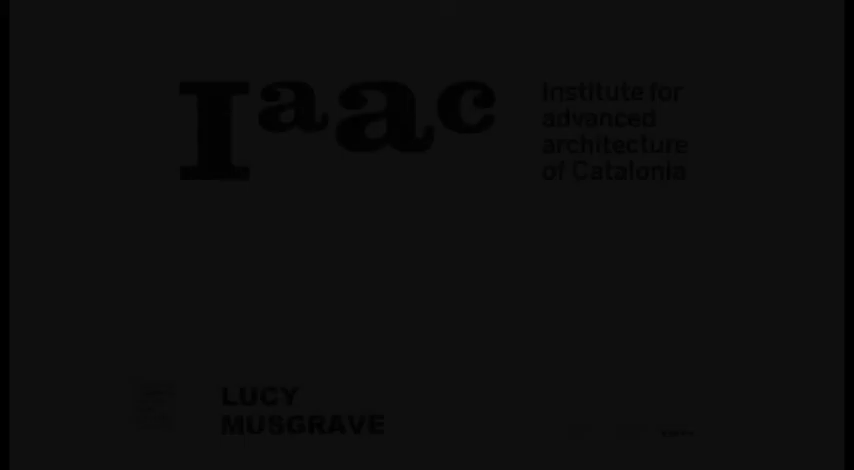 Iaac
Institute for
advanced
architecture
of Catalonia
LUCY
MUSGRAVE